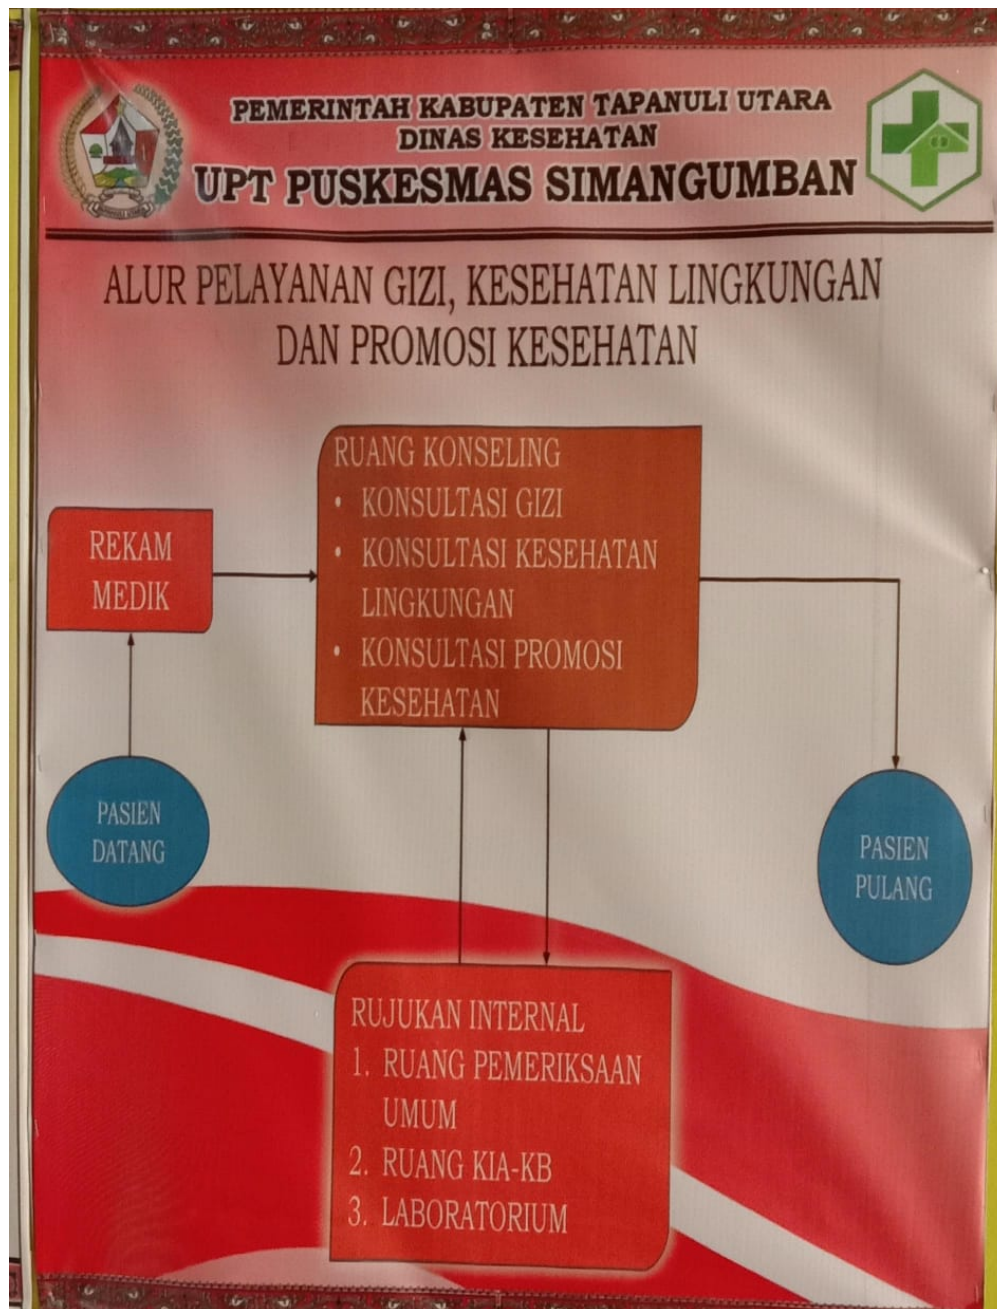 PEMERINTAH KABUPATEN TAPANULI UTARA
DINAS KESEHATAN
UPT PUSKESMAS SIMANGUMBAN
ALUR PELAYANAN GIZI, KESEHATAN LINGKUNGAN
DAN PROMOSI KESEHATAN
RUANG KONSELING
• KONSULTASI GIZI
• KONSULTASI KESEHATAN
LINGKUNGAN
• KONSULTASI PROMOSI
KESEHATAN
REKAM
MEDIK
PASIEN
DATANG
PASIEN
PULANG
RUJUKAN INTERNAL
1. RUANG PEMERIKSAAN
UMUM
2. RUANG KIA-KB
3. LABORATORIUM